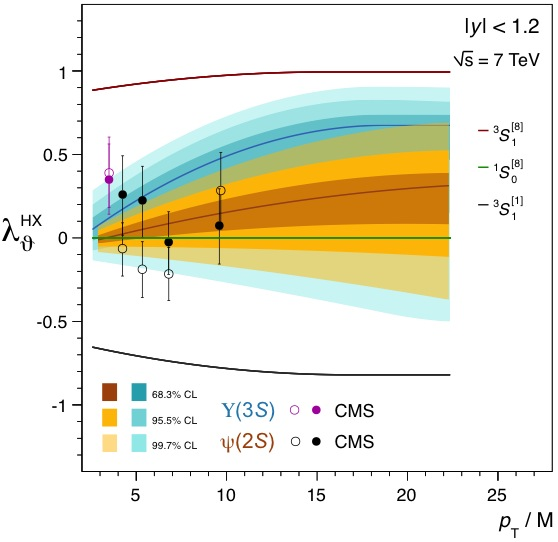 |y| < 1.2
√s = 7 TeV
1
0.5
0
-0.5
-1
λϑHX
3S1[8]
1S0[8]
3S1[1]
68.3% CL
95.5% CL
99.7% CL
Υ(3S) CMS
ψ(2S) CMS
5 10 15 20 25
pT / M